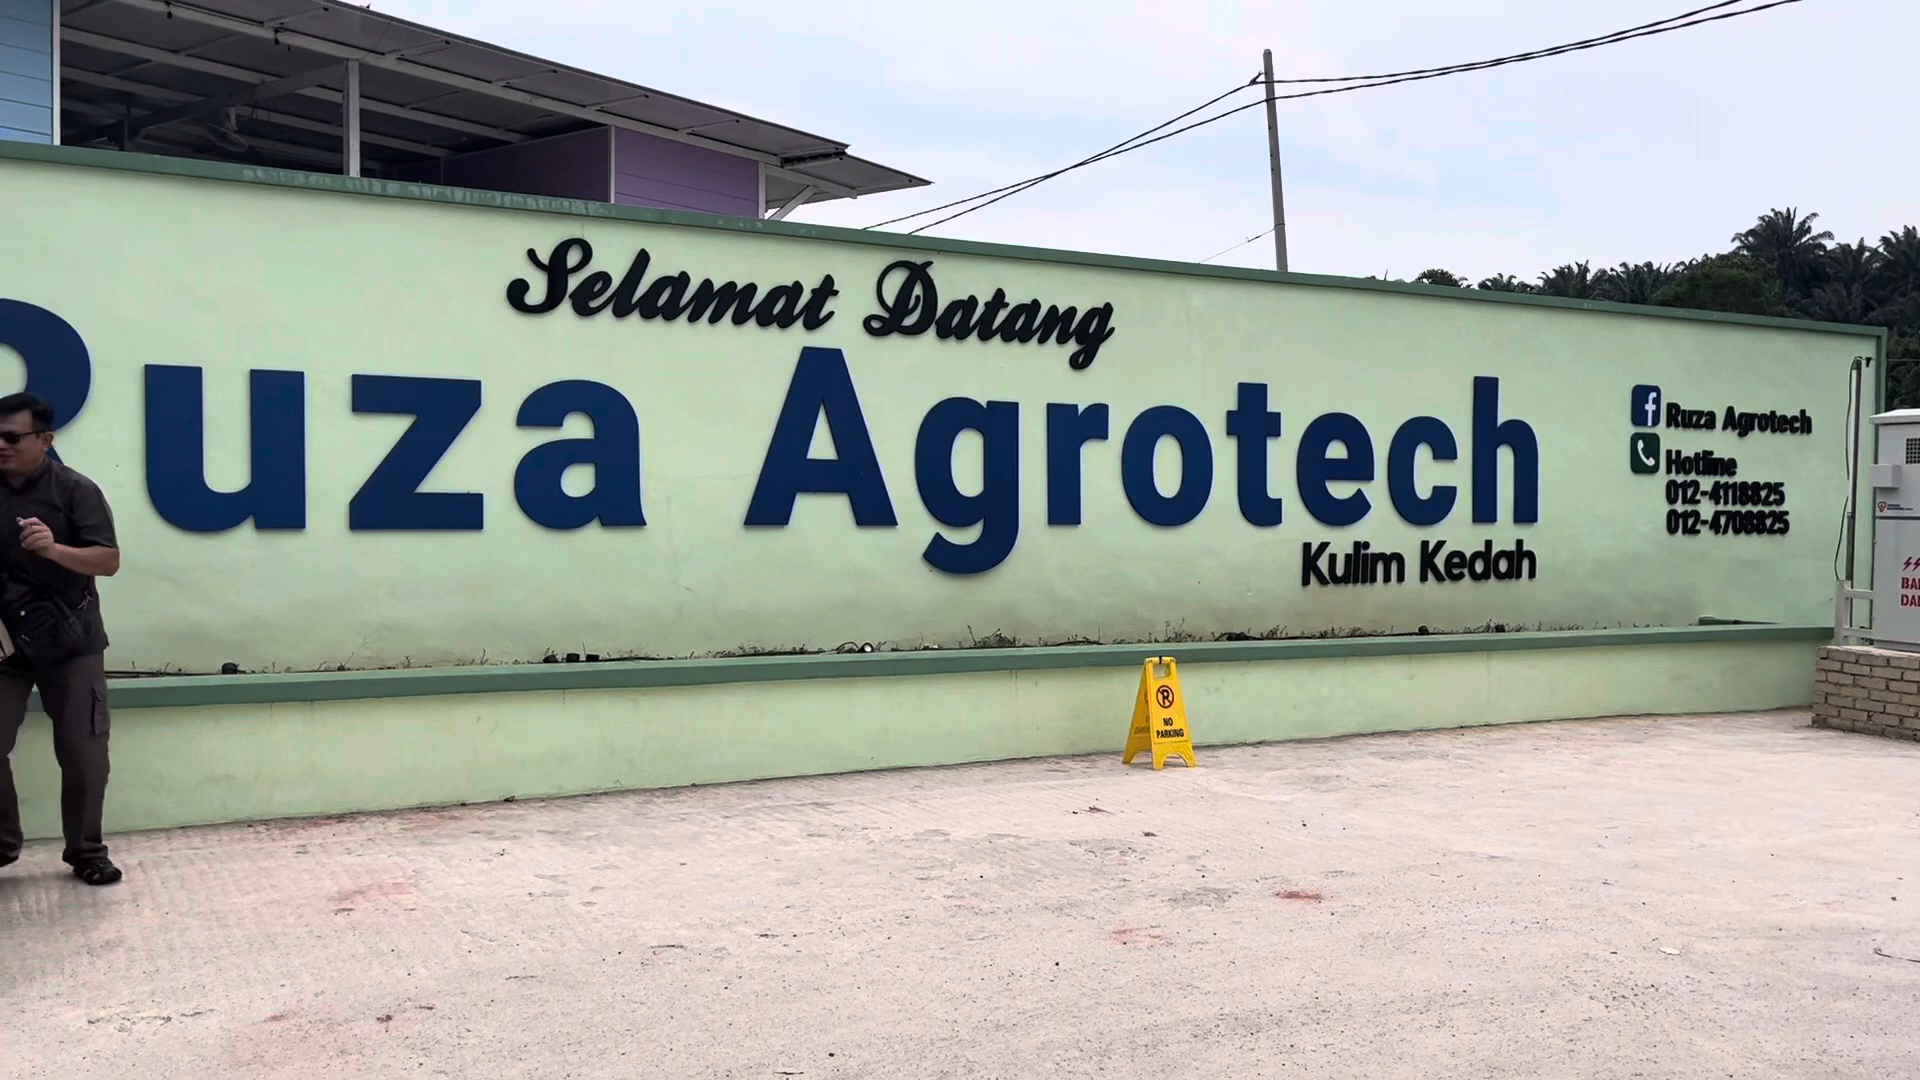 Selamat Datang
Ruza Agrotech
Kulim Kedah
Ruza Agrotech
Hotline
012-4118825
012-4708825
NO
PARKING